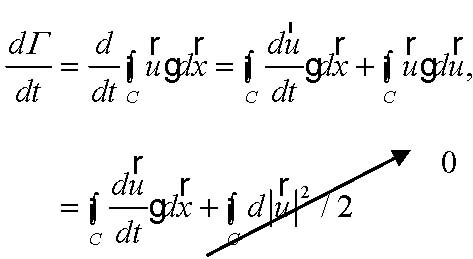 dΓ/dt = d/dt ∮_C u⃗·dx⃗ = ∮_C du⃗/dt·dx⃗ + ∮_C u⃗·du⃗,
= ∮_C du⃗/dt·dx⃗ + ∮_C d|u⃗|²/2 0